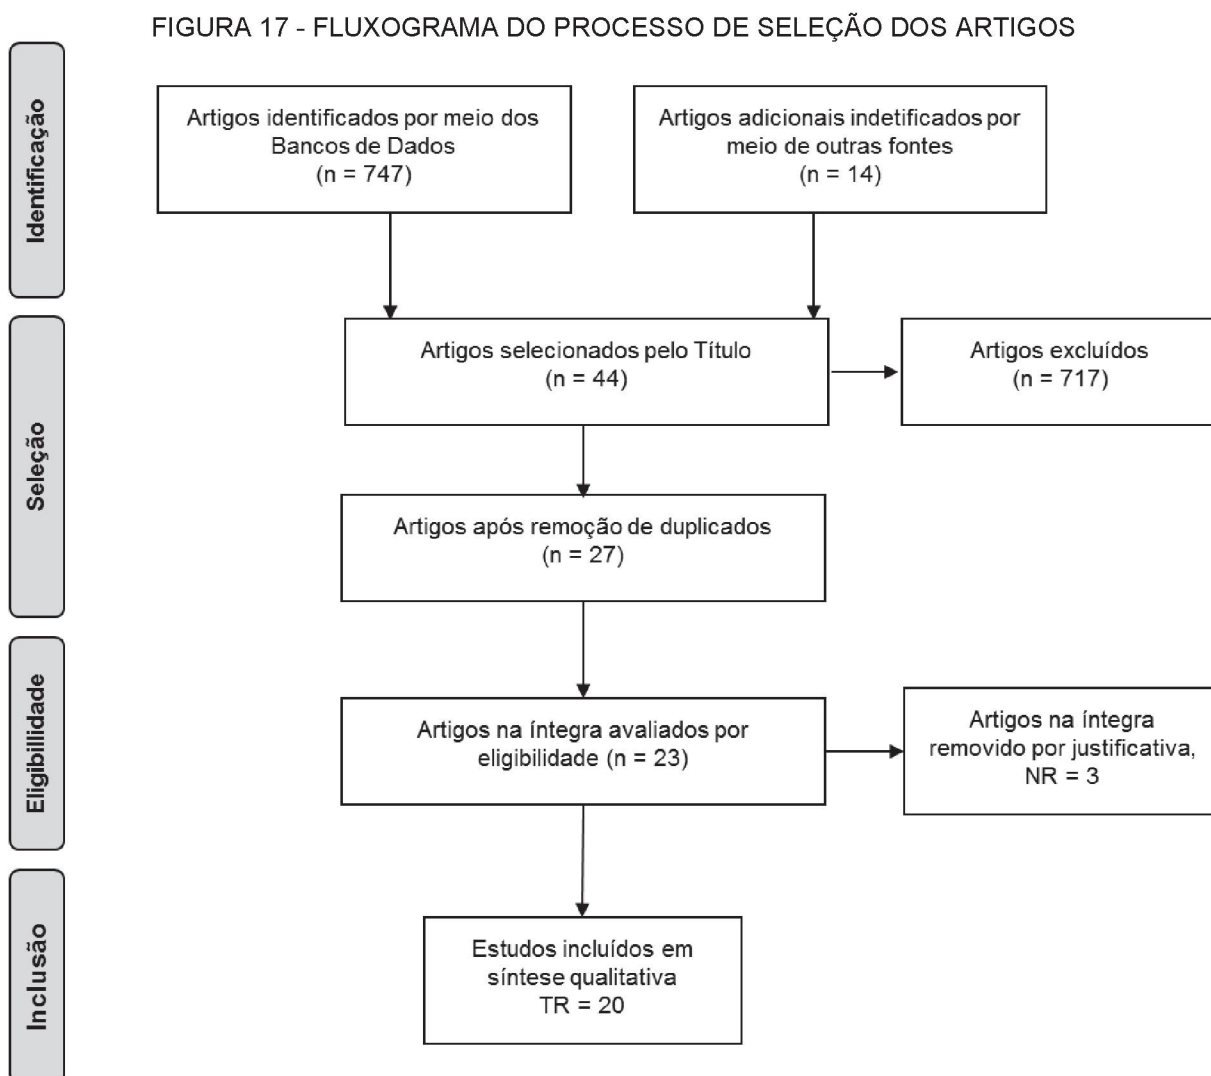 FIGURA 17 - FLUXOGRAMA DO PROCESSO DE SELEÇÃO DOS ARTIGOS
Identificação
Artigos identificados por meio dos
Bancos de Dados
(n = 747)
Artigos adicionais indetificados por
meio de outras fontes
(n = 14)
Seleção
Artigos selecionados pelo Título
(n = 44)
Artigos excluídos
(n = 717)
Artigos após remoção de duplicados
(n = 27)
Eligibillidade
Artigos na íntegra avaliados por
eligibilidade (n = 23)
Artigos na íntegra
removido por justificativa,
NR = 3
Inclusão
Estudos incluídos em
síntese qualitativa
TR = 20